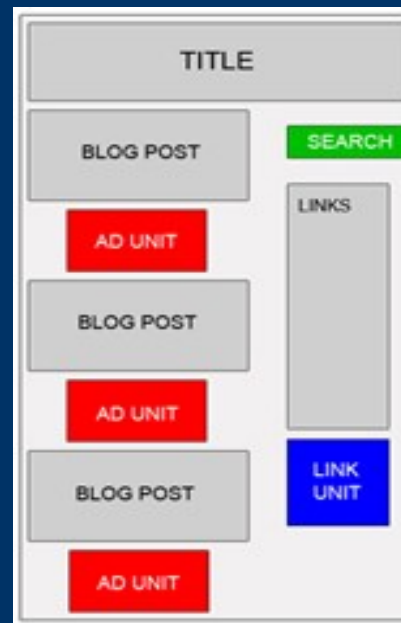 TITLE
BLOG POST
AD UNIT
BLOG POST
AD UNIT
BLOG POST
AD UNIT
SEARCH
LINKS
LINK
UNIT